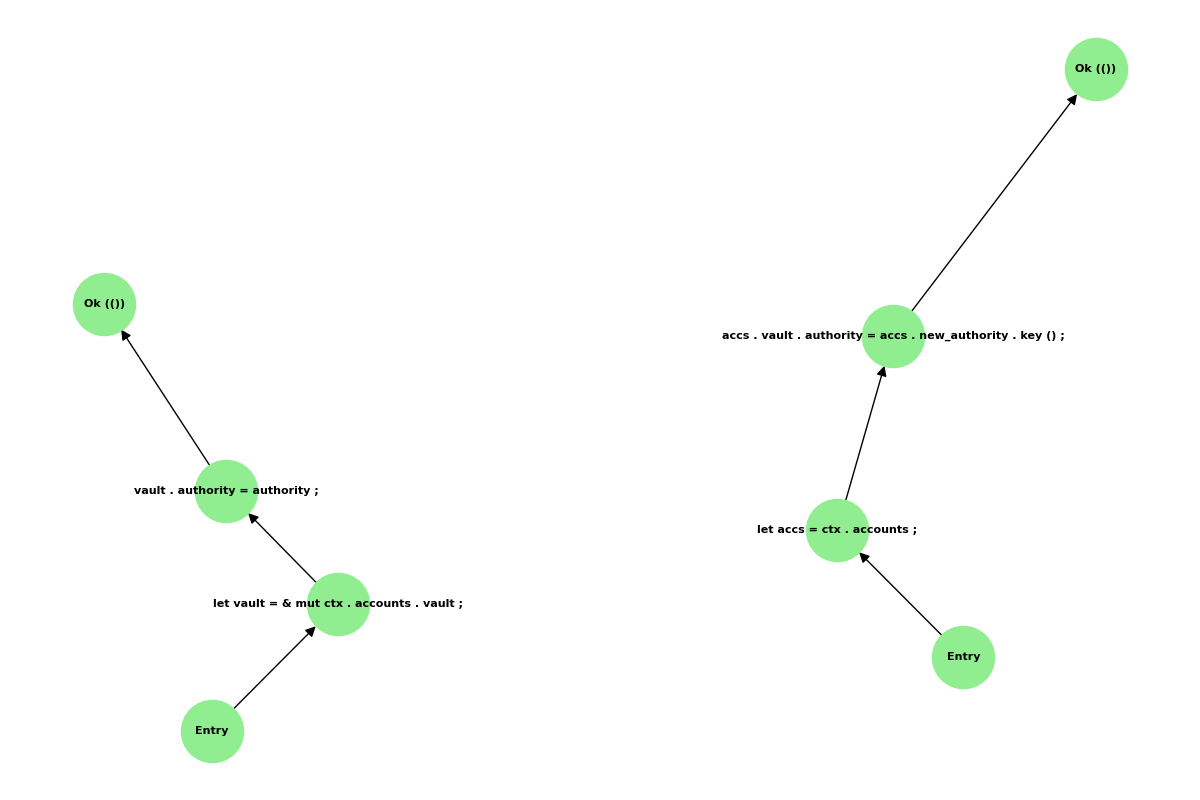 Ok (())
vault . authority = authority ;
let vault = & mut ctx . accounts . vault ;
Entry
Ok (())
accs . vault . authority = accs . new_authority . key () ;
let accs = ctx . accounts ;
Entry